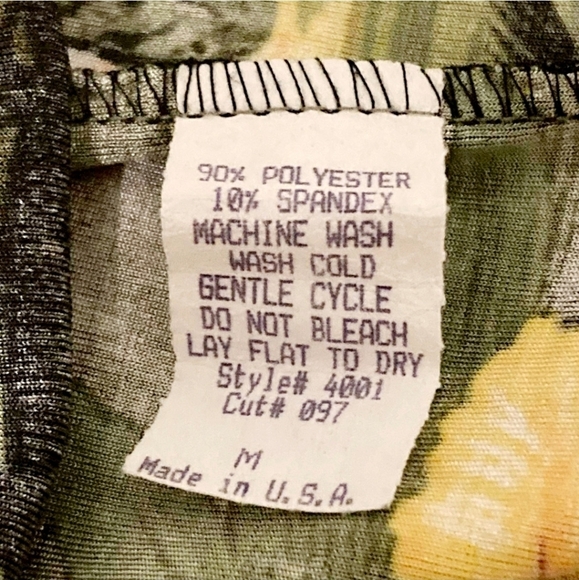 90% POLYESTER
10% SPANDEX
MACHINE WASH
WASH COLD
GENTLE CYCLE
DO NOT BLEACH
LAY FLAT TO DRY
Style# 4001
Cut# 097
M
Made in U.S.A.